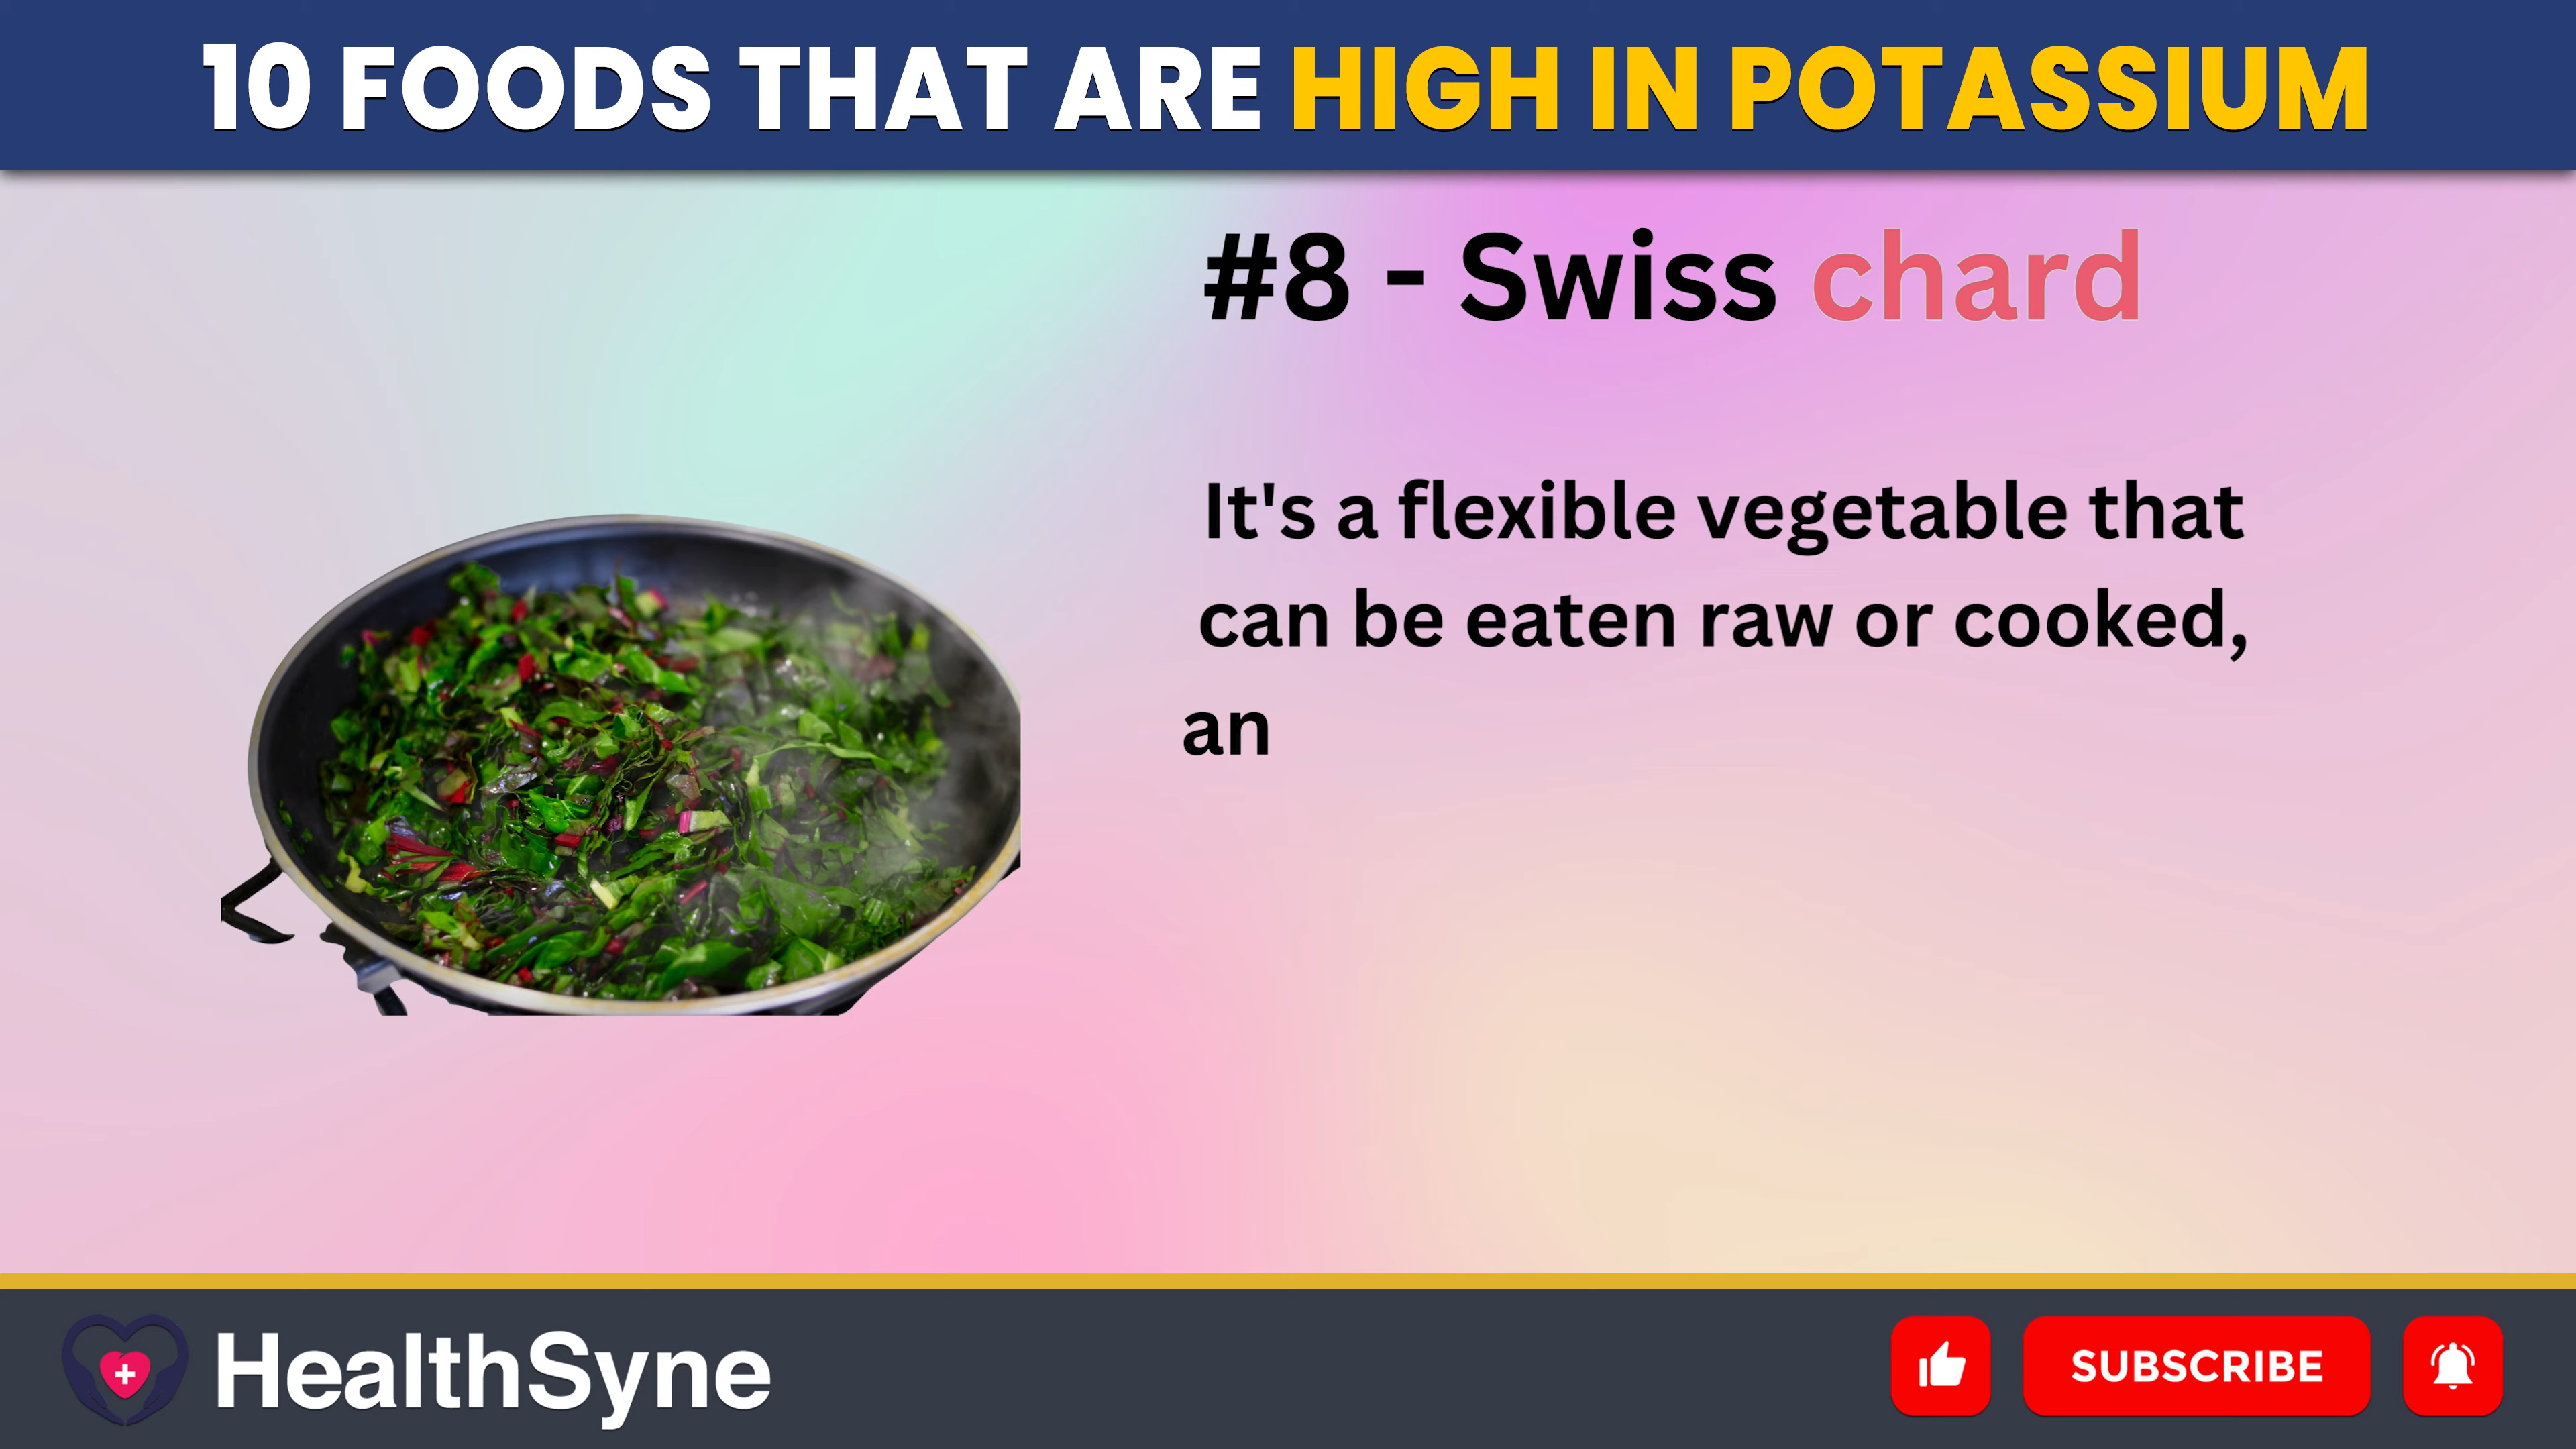 10 FOODS THAT ARE HIGH IN POTASSIUM
#8 - Swiss chard
It's a flexible vegetable that
can be eaten raw or cooked,
an
HealthSyne
SUBSCRIBE